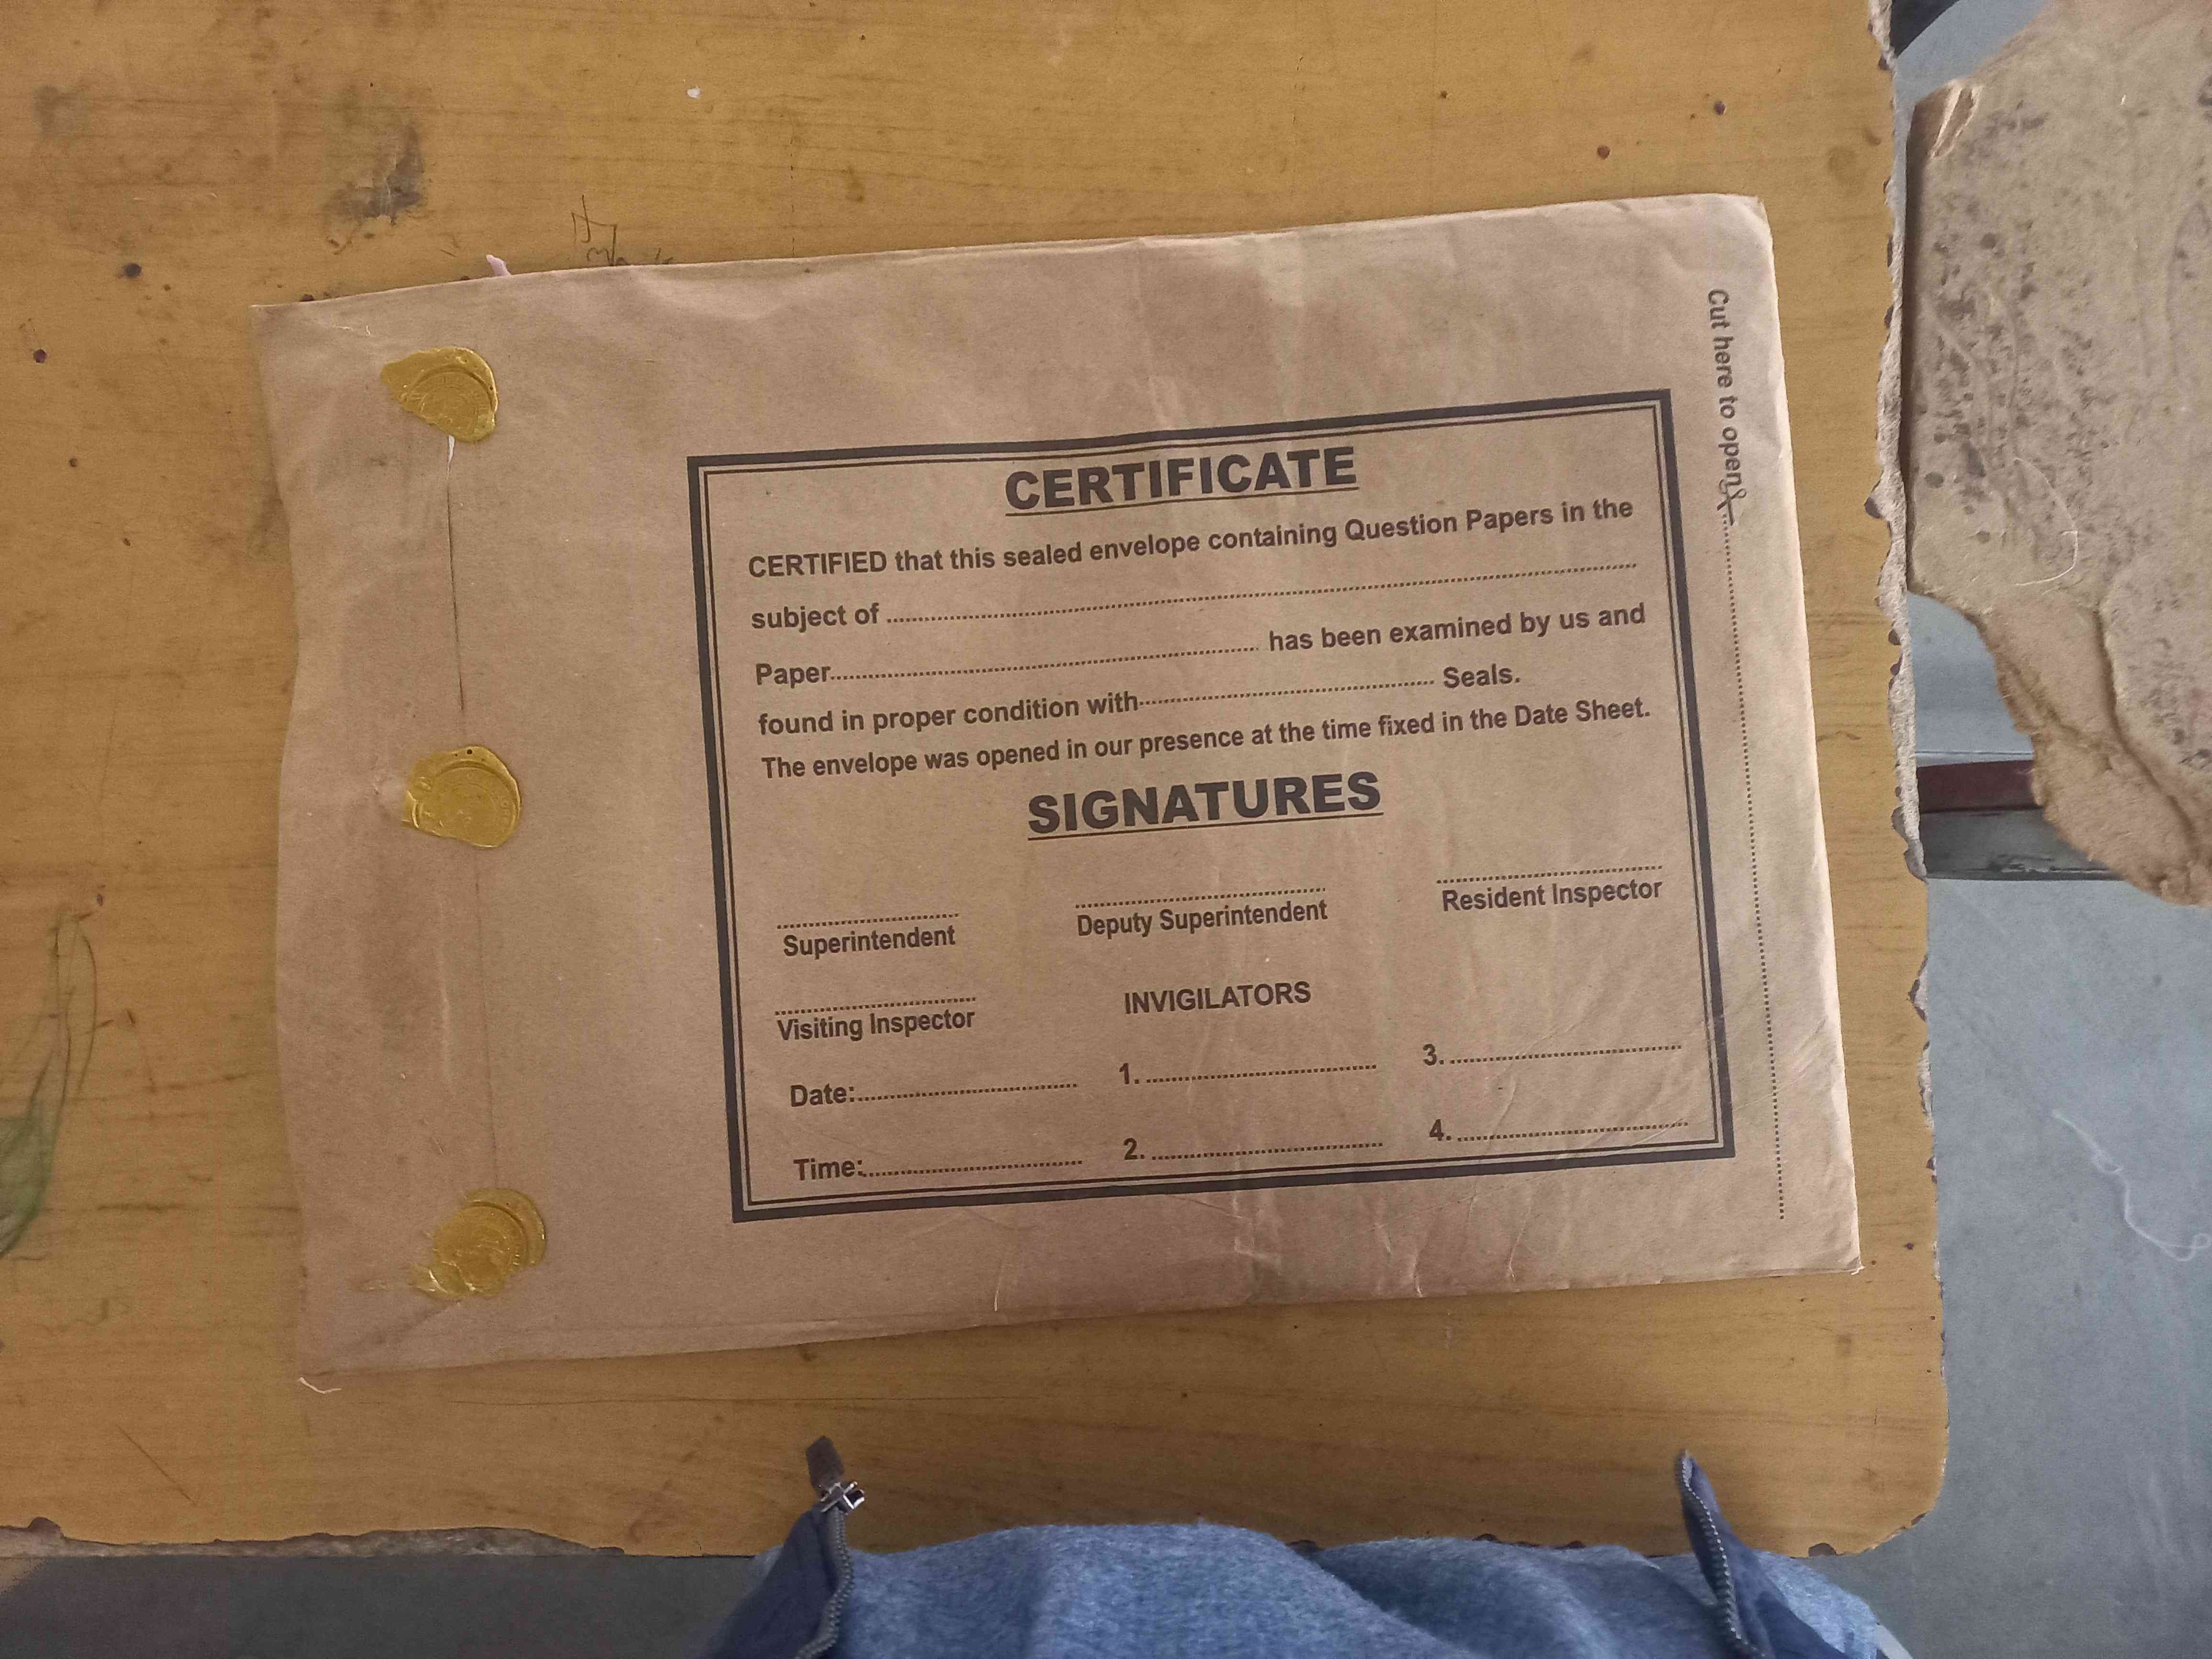 CERTIFICATE
CERTIFIED that this sealed envelope containing Question Papers in the
subject of ........................................................................
Paper........................................ has been examined by us and
found in proper condition with.............................. Seals.
The envelope was opened in our presence at the time fixed in the Date Sheet.
SIGNATURES
Superintendent Deputy Superintendent Resident Inspector
Visiting Inspector INVIGILATORS
Date:........................ 1. ........................ 3. ........................
Time:........................ 2. ........................ 4. ........................
Cut here to open